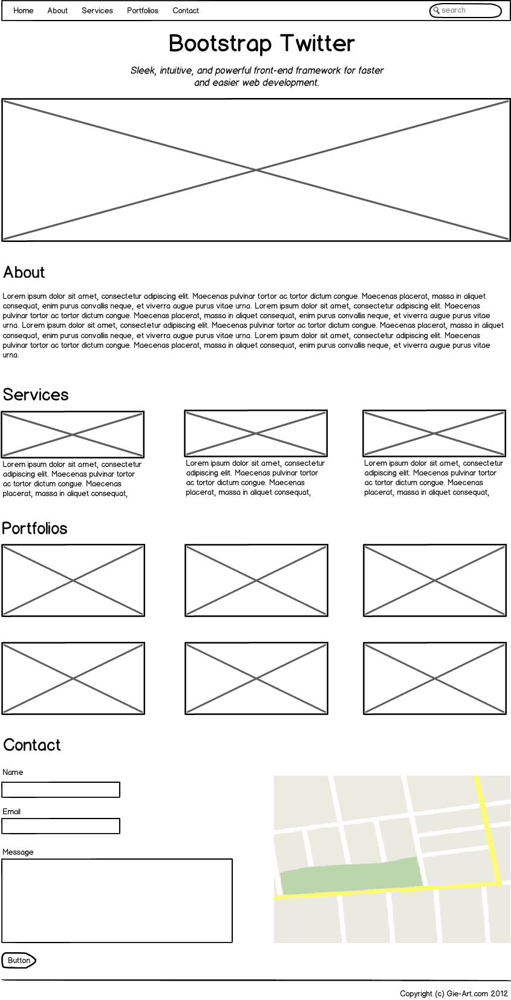 Home About Services Portfolios Contact search
Bootstrap Twitter
Sleek, intuitive, and powerful front-end framework for faster
and easier web development.
About
Lorem ipsum dolor sit amet, consectetur adipiscing elit. Maecenas pulvinar tortor ac tortor dictum congue. Maecenas placerat, massa in aliquet
consequat, enim purus convallis neque, et viverra augue purus vitae urna. Lorem ipsum dolor sit amet, consectetur adipiscing elit. Maecenas
pulvinar tortor ac tortor dictum congue. Maecenas placerat, massa in aliquet consequat, enim purus convallis neque, et viverra augue purus vitae
urna. Lorem ipsum dolor sit amet, consectetur adipiscing elit. Maecenas pulvinar tortor ac tortor dictum congue. Maecenas placerat, massa in aliquet
consequat, enim purus convallis neque, et viverra augue purus vitae urna. Lorem ipsum dolor sit amet, consectetur adipiscing elit. Maecenas
pulvinar tortor ac tortor dictum congue. Maecenas placerat, massa in aliquet consequat, enim purus convallis neque, et viverra augue purus vitae
urna.
Services
Lorem ipsum dolor sit amet, consectetur
adipiscing elit. Maecenas pulvinar tortor
ac tortor dictum congue. Maecenas
placerat, massa in aliquet consequat,
Lorem ipsum dolor sit amet, consectetur
adipiscing elit. Maecenas pulvinar tortor
ac tortor dictum congue. Maecenas
placerat, massa in aliquet consequat,
Lorem ipsum dolor sit amet, consectetur
adipiscing elit. Maecenas pulvinar tortor
ac tortor dictum congue. Maecenas
placerat, massa in aliquet consequat,
Portfolios
Contact
Name
Email
Message
Button
Copyright (c) Gie-Art.com 2012